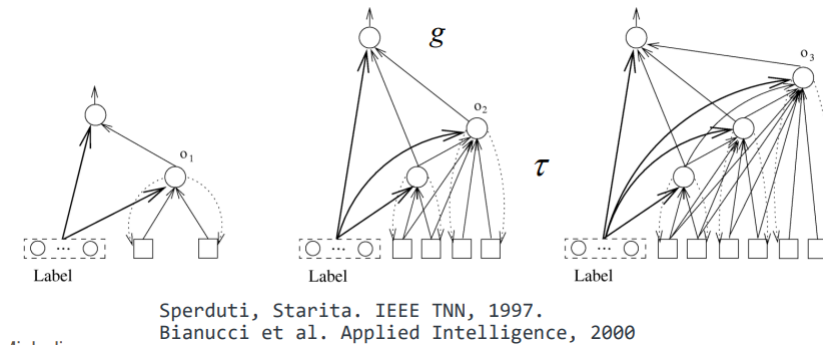 g
o3
o2
o1
τ
... ... ...
Label Label Label
Sperduti, Starita. IEEE TNN, 1997.
Bianucci et al. Applied Intelligence, 2000